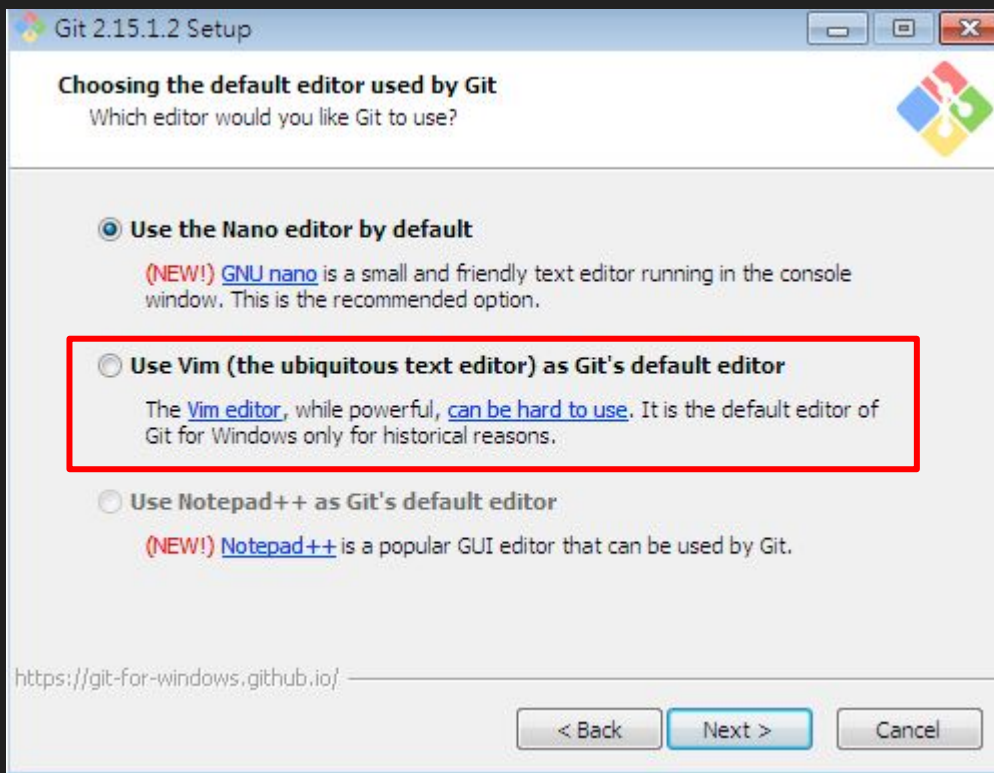 Git 2.15.1.2 Setup
Choosing the default editor used by Git
Which editor would you like Git to use?
Use the Nano editor by default
(NEW!) GNU nano is a small and friendly text editor running in the console
window. This is the recommended option.
Use Vim (the ubiquitous text editor) as Git's default editor
The Vim editor, while powerful, can be hard to use. It is the default editor of
Git for Windows only for historical reasons.
Use Notepad++ as Git's default editor
(NEW!) Notepad++ is a popular GUI editor that can be used by Git.
https://git-for-windows.github.io/
< Back Next > Cancel